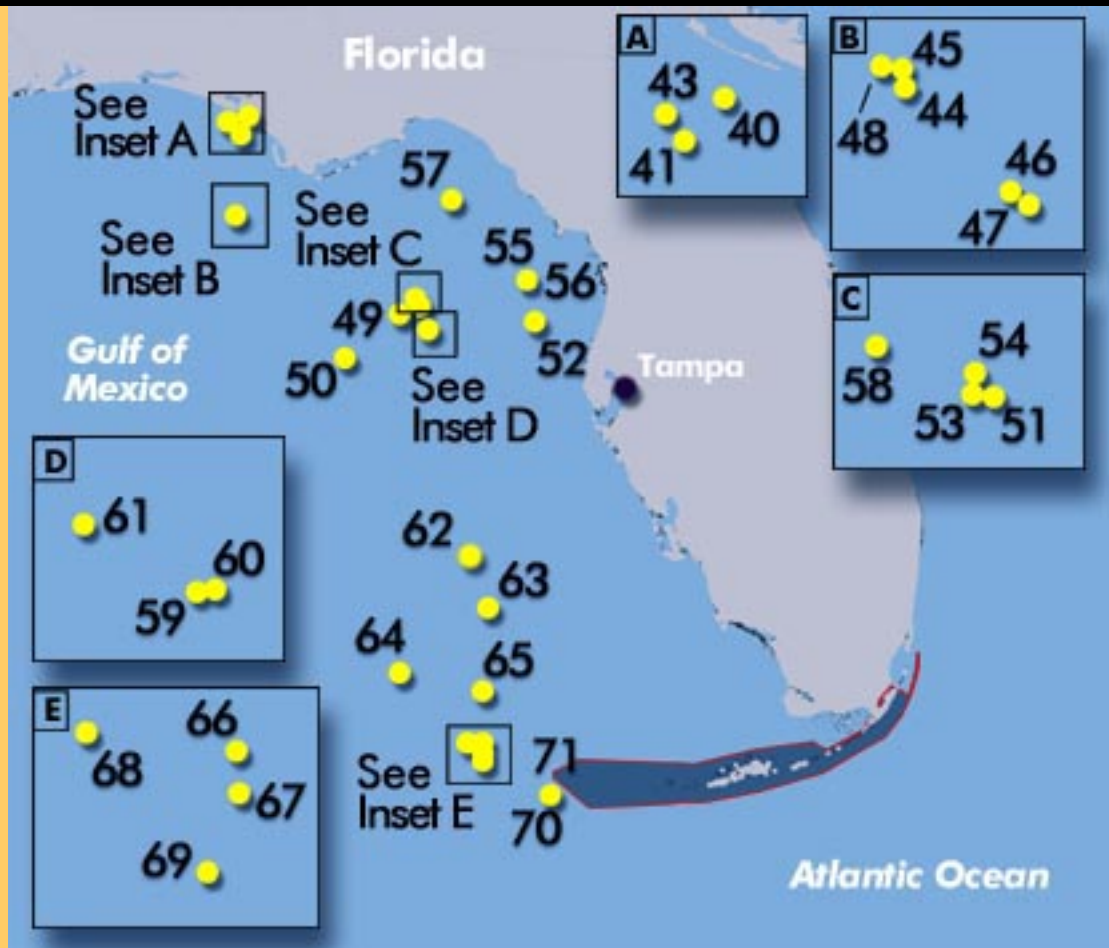 Florida
See
Inset A
See
Inset B
See
Inset C
57
55
56
49
50
52
See
Inset D
Gulf of
Mexico
Tampa
62
63
64
65
See
Inset E
71
70
Atlantic Ocean
A
43
40
41
B
45
44
48
46
47
C
58
54
53
51
D
61
60
59
E
68
66
67
69